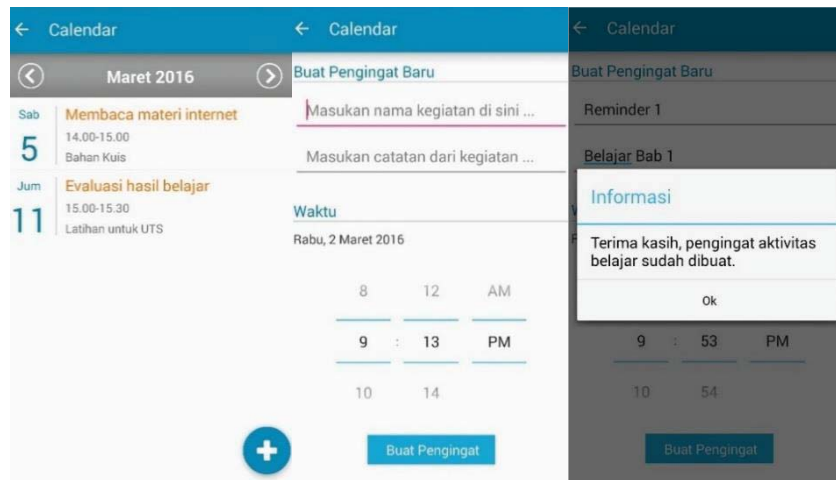 Calendar
Maret 2016
Sab
5
Membaca materi internet
14.00-15.00
Bahan Kuis
Jum
11
Evaluasi hasil belajar
15.00-15.30
Latihan untuk UTS
Calendar
Buat Pengingat Baru
Masukan nama kegiatan di sini ...
Masukan catatan dari kegiatan ...
Waktu
Rabu, 2 Maret 2016
8 12 AM
9 : 13 PM
10 14
Buat Pengingat
Calendar
Buat Pengingat Baru
Reminder 1
Belajar Bab 1
Informasi
Terima kasih, pengingat aktivitas
belajar sudah dibuat.
Ok
9 : 53 PM
10 54
Buat Pengingat